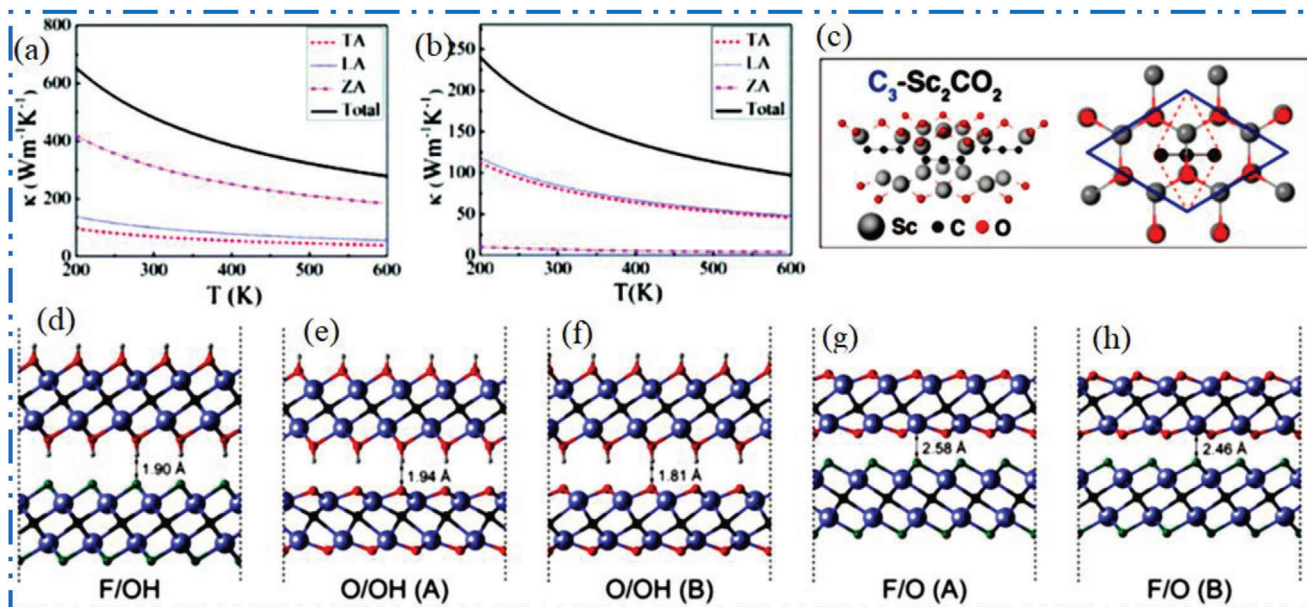 (a)
800
600
400
200
0
κ (Wm⁻¹K⁻¹)
TA
LA
ZA
Total
200 300 400 500 600
T (K)
(b)
250
200
150
100
50
0
κ (Wm⁻¹K⁻¹)
TA
LA
ZA
Total
200 300 400 500 600
T(K)
(c)
C₃-Sc₂CO₂
Sc C O
(d)
1.90 Å
F/OH
(e)
1.94 Å
O/OH (A)
(f)
1.81 Å
O/OH (B)
(g)
2.58 Å
F/O (A)
(h)
2.46 Å
F/O (B)